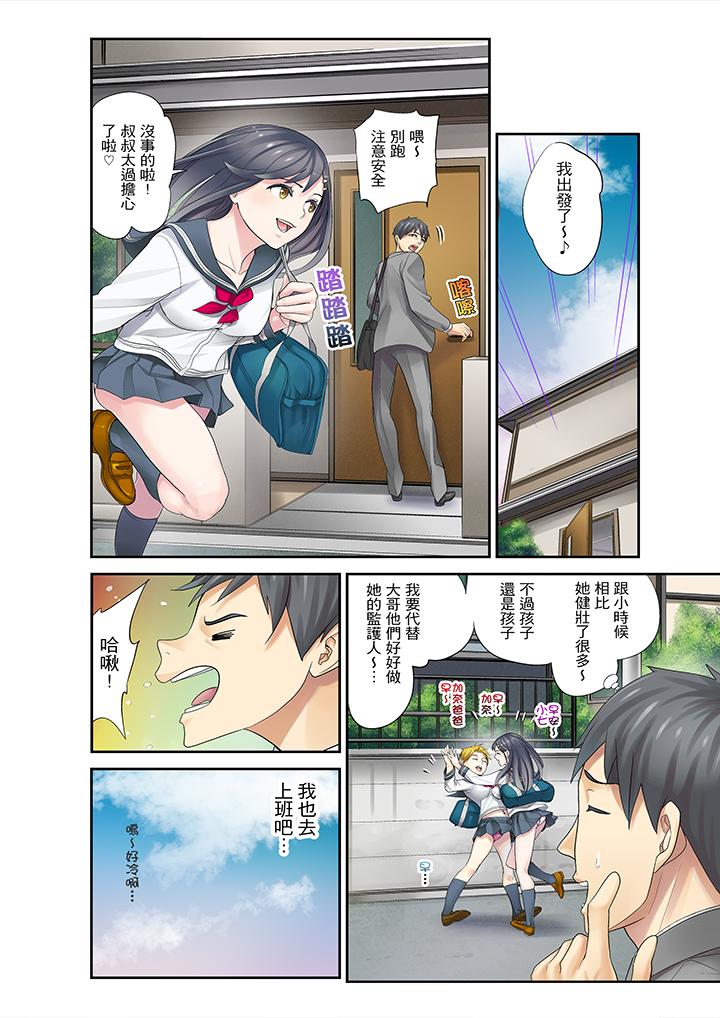 我出發了～♪
喂～
別跑
注意安全
喀嚓
踏踏踏
沒事的啦！
叔叔太過擔心
了啦♡
跟小時候
相比
她健壯了很多～
不過孩子
還是孩子
我要代替
大哥他們好好做
她的監護人～…
早安～
小七
早～
加奈
加奈爸爸
早～
早…
哈啾！
我也去
上班吧…
嗚～好冷啊…